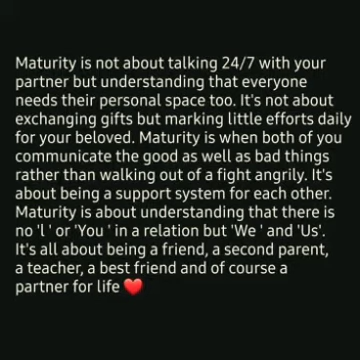 Maturity is not about talking 24/7 with your
partner but understanding that everyone
needs their personal space too. It's not about
exchanging gifts but marking little efforts daily
for your beloved. Maturity is when both of you
communicate the good as well as bad things
rather than walking out of a fight angrily. It's
about being a support system for each other.
Maturity is about understanding that there is
no 'l ' or 'You ' in a relation but 'We ' and 'Us'.
It's all about being a friend, a second parent,
a teacher, a best friend and of course a
partner for life ❤️